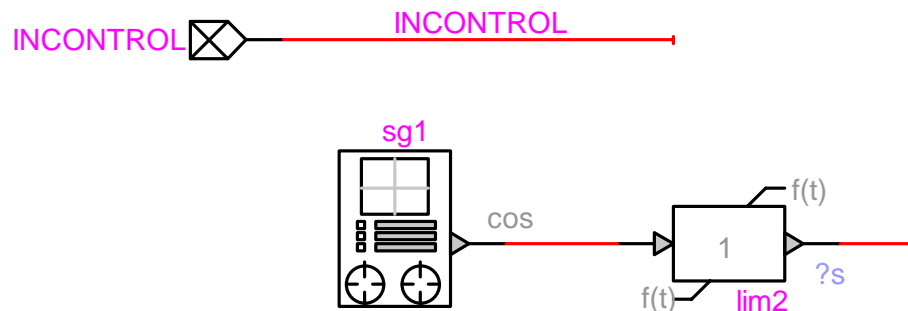 INCONTROL
INCONTROL
sg1
cos
f(t)
1
?s
f(t)
lim2